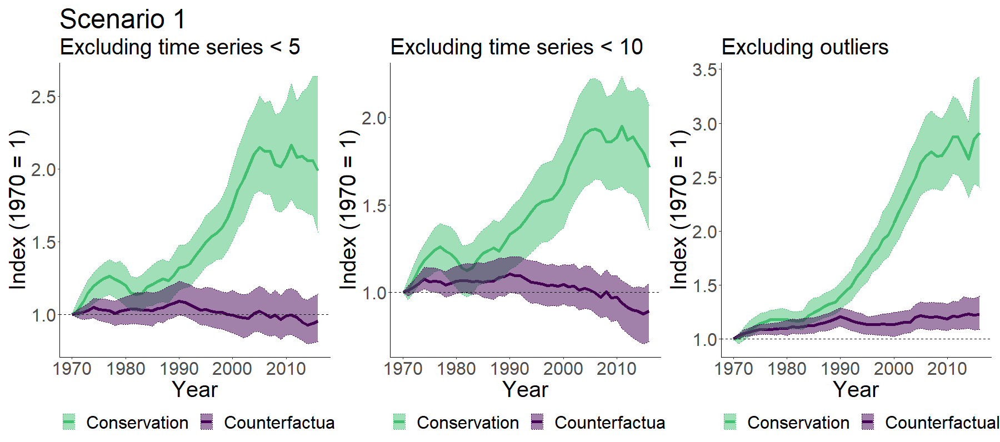 Scenario 1
Excluding time series < 5
Excluding time series < 10
Excluding outliers
Index (1970 = 1)
2.5
2.0
1.5
1.0
1970 1980 1990 2000 2010
Year
Conservation Counterfactua
Index (1970 = 1)
2.0
1.5
1.0
1970 1980 1990 2000 2010
Year
Conservation Counterfactua
Index (1970 = 1)
3.5
3.0
2.5
2.0
1.5
1.0
1970 1980 1990 2000 2010
Year
Conservation Counterfactual